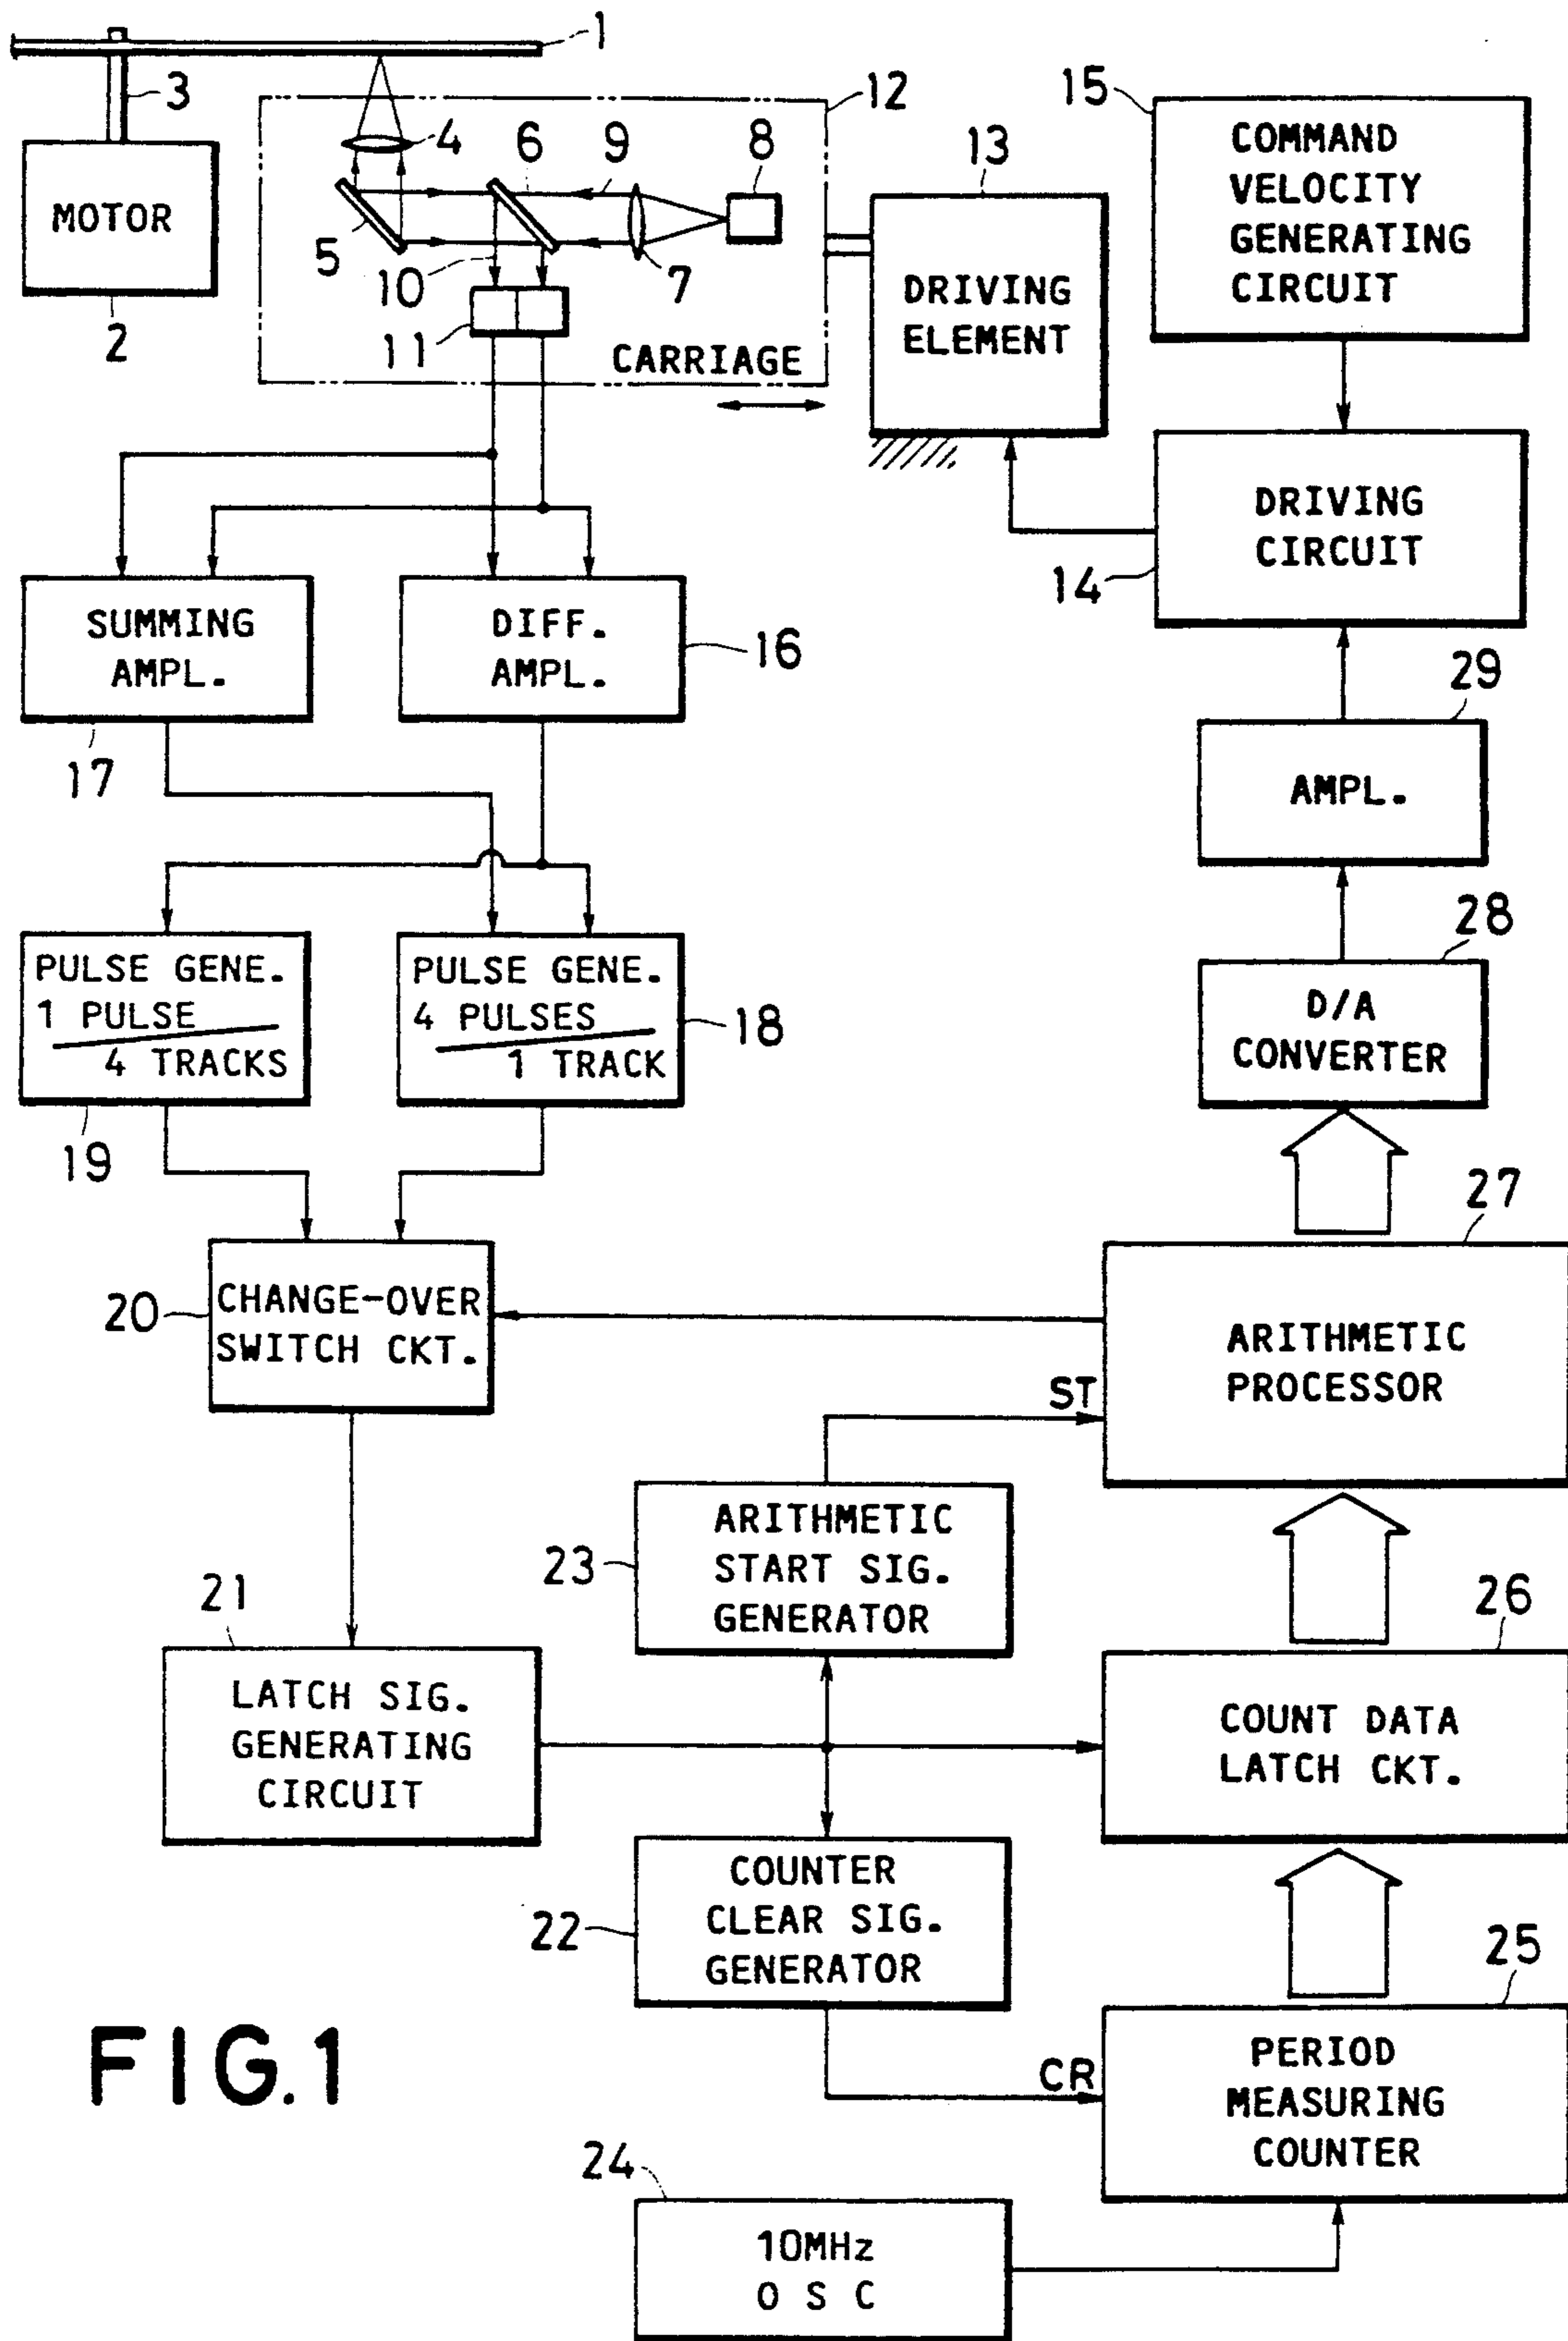 1
3
12
15
COMMAND
VELOCITY
GENERATING
CIRCUIT
4
6
9
8
13
MOTOR
5
10
7
DRIVING
ELEMENT
2
11
CARRIAGE
DRIVING
CIRCUIT
14
SUMMING
AMPL.
DIFF.
AMPL.
16
17
29
AMPL.
28
PULSE GENE.
1 PULSE
4 TRACKS
PULSE GENE.
4 PULSES
1 TRACK
18
D/A
CONVERTER
19
27
20
CHANGE-OVER
SWITCH CKT.
ARITHMETIC
PROCESSOR
ST
23
ARITHMETIC
START SIG.
GENERATOR
21
26
LATCH SIG.
GENERATING
CIRCUIT
COUNT DATA
LATCH CKT.
22
COUNTER
CLEAR SIG.
GENERATOR
25
FIG.1
CR
PERIOD
MEASURING
COUNTER
24
10MHz
OSC